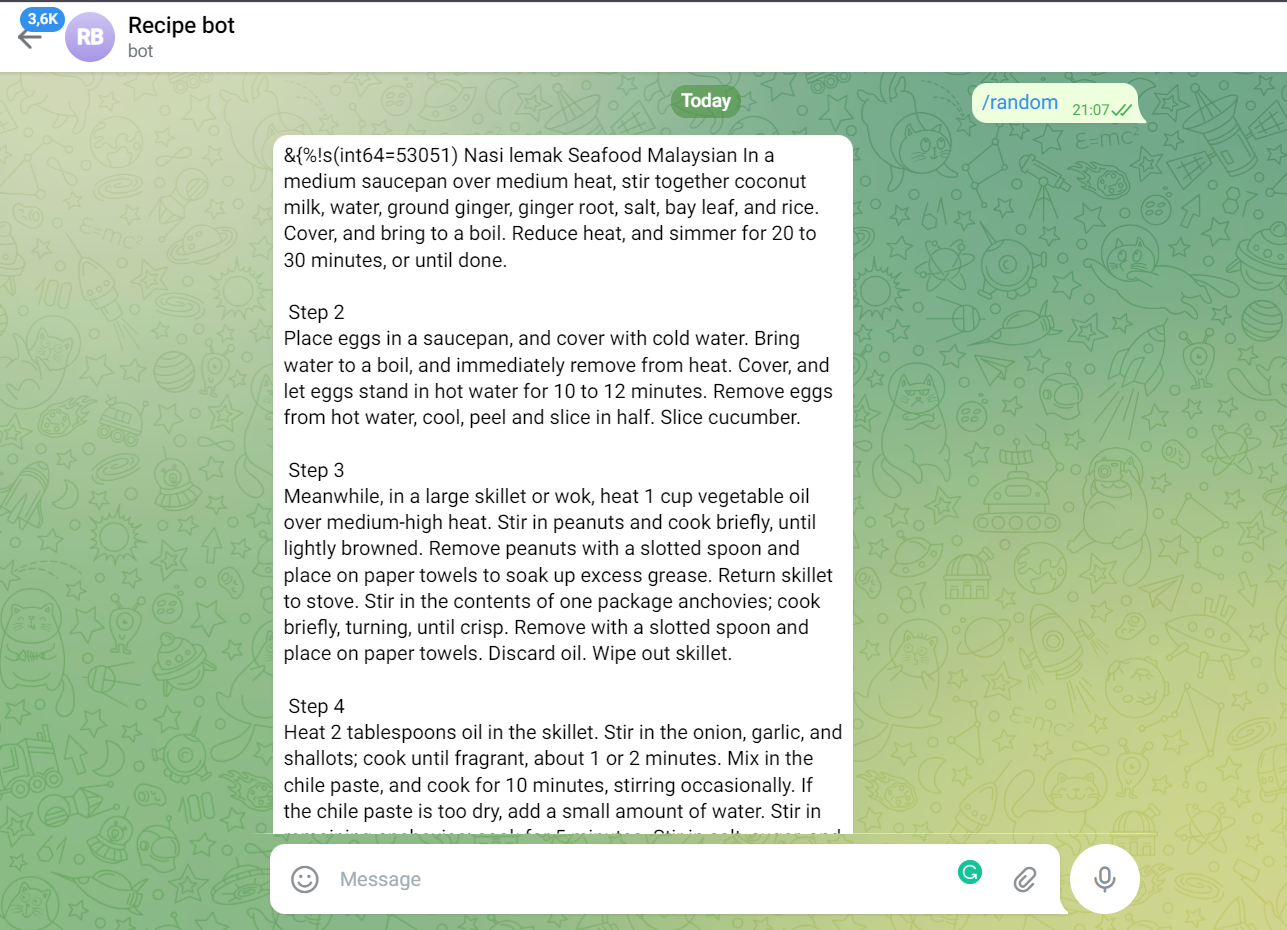 3,6K
RB
Recipe bot
bot
Today
/random
21:07
&{%!s(int64=53051) Nasi lemak Seafood Malaysian In a
medium saucepan over medium heat, stir together coconut
milk, water, ground ginger, ginger root, salt, bay leaf, and rice.
Cover, and bring to a boil. Reduce heat, and simmer for 20 to
30 minutes, or until done.
Step 2
Place eggs in a saucepan, and cover with cold water. Bring
water to a boil, and immediately remove from heat. Cover, and
let eggs stand in hot water for 10 to 12 minutes. Remove eggs
from hot water, cool, peel and slice in half. Slice cucumber.
Step 3
Meanwhile, in a large skillet or wok, heat 1 cup vegetable oil
over medium-high heat. Stir in peanuts and cook briefly, until
lightly browned. Remove peanuts with a slotted spoon and
place on paper towels to soak up excess grease. Return skillet
to stove. Stir in the contents of one package anchovies; cook
briefly, turning, until crisp. Remove with a slotted spoon and
place on paper towels. Discard oil. Wipe out skillet.
Step 4
Heat 2 tablespoons oil in the skillet. Stir in the onion, garlic, and
shallots; cook until fragrant, about 1 or 2 minutes. Mix in the
chile paste, and cook for 10 minutes, stirring occasionally. If
the chile paste is too dry, add a small amount of water. Stir in
Message